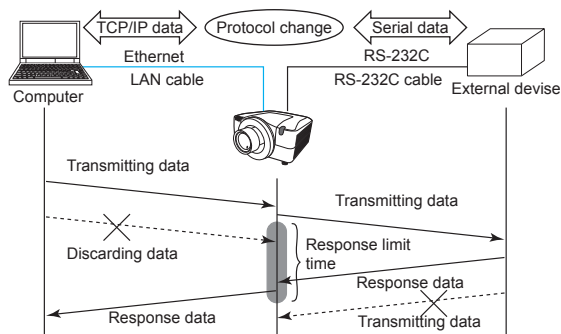 TCP/IP data
Protocol change
Serial data
Ethernet
RS-232C
LAN cable
RS-232C cable
Computer
External devise
Transmitting data
Transmitting data
Discarding data
Response limit
time
Response data
Response data
Transmitting data